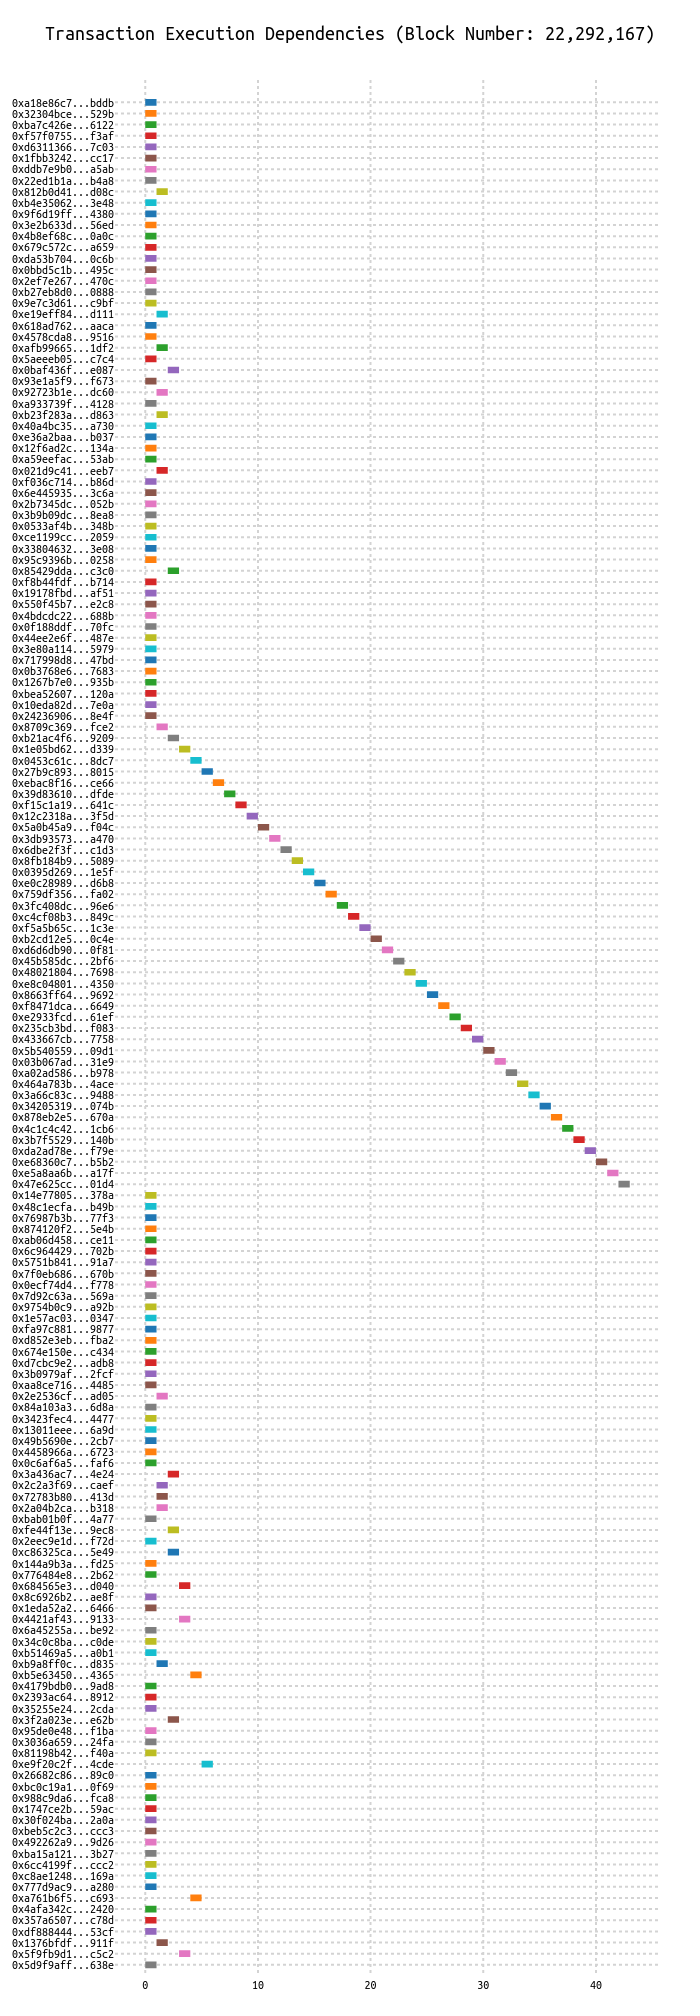 Transaction Execution Dependencies (Block Number: 22,292,167)
0xa18e86c7...bddb
0x32304bce...529b
0xba7c426e...6122
0xf57f0755...f3af
0xd6311366...7c03
0x1fbb3242...cc17
0xddb7e9b0...a5ab
0x22ed1b1a...b4a8
0x812b0d41...d08c
0xb4e35062...3e48
0x9f6d19ff...4380
0x3e2b633d...56ed
0x4b8ef68c...0a0c
0x679c572c...a659
0xda53b704...0c6b
0x0bbd5c1b...495c
0x2ef7e267...470c
0xb27eb8d0...0888
0x9e7c3d61...c9bf
0xe19eff84...d111
0x618ad762...aaca
0x4578cda8...9516
0xafb99665...1df2
0x5aeeeb05...c7c4
0x0baf436f...e087
0x93e1a5f9...f673
0x92723b1e...dc60
0xa933739f...4128
0xb23f283a...d863
0x40a4bc35...a730
0xe36a2baa...b037
0x12f6ad2c...134a
0xa59eefac...53ab
0x021d9c41...eeb7
0xf036c714...b86d
0x6e445935...3c6a
0x2b7345dc...052b
0x3b9b09dc...8ea8
0x0533af4b...348b
0xce1199cc...2059
0x33804632...3e08
0x95c9396b...0258
0x85429dda...c3c0
0xf8b44fdf...b714
0x19178fbd...af51
0x550f45b7...e2c8
0x4bdcdc22...688b
0x0f188ddf...70fc
0x44ee2e6f...487e
0x3e80a114...5979
0x717998d8...47bd
0x0b3768e6...7683
0x1267b7e0...935b
0xbea52607...120a
0x10eda82d...7e0a
0x24236906...8e4f
0x8709c369...fce2
0xb21ac4f6...9209
0x1e05bd62...d339
0x0453c61c...8dc7
0x27b9c893...8015
0xebac8f16...ce66
0x39d83610...dfde
0xf15c1a19...641c
0x12c2318a...3f5d
0x5a0b45a9...f04c
0x3db93573...a470
0x6dbe2f3f...c1d3
0x8fb184b9...5089
0x0395d269...1e5f
0xe0c28989...d6b8
0x759df356...fa02
0x3fc408dc...96e6
0xc4cf08b3...849c
0xf5a5b65c...1c3e
0xb2cd12e5...0c4e
0xd6d6db90...0f81
0x45b585dc...2bf6
0x48021804...7698
0xe8c04801...4350
0x8663ff64...9692
0xf8471dca...6649
0xe2933fcd...61ef
0x235cb3bd...f083
0x433667cb...7758
0x5b540559...09d1
0x03b067ad...31e9
0xa02ad586...b978
0x464a783b...4ace
0x3a66c83c...9488
0x34205319...074b
0x878eb2e5...670a
0x4c1c4c42...1cb6
0x3b7f5529...140b
0xda2ad78e...f79e
0xe68360c7...b5b2
0xe5a8aa6b...a17f
0x47e625cc...01d4
0x14e77805...378a
0x48c1ecfa...b49b
0x76987b3b...77f3
0x874120f2...5e4b
0xab06d458...ce11
0x6c964429...702b
0x5751b841...91a7
0x7f0eb686...670b
0x0ecf74d4...f778
0x7d92c63a...569a
0x9754b0c9...a92b
0x1e57ac03...0347
0xfa97c881...9877
0xd852e3eb...fba2
0x674e150e...c434
0xd7cbc9e2...adb8
0x3b0979af...2fcf
0xaa8ce716...4485
0x2e2536cf...ad05
0x84a103a3...6d8a
0x3423fec4...4477
0x13011eee...6a9d
0x49b5690e...2cb7
0x4458966a...6723
0x0c6af6a5...faf6
0x3a436ac7...4e24
0x2c2a3f69...caef
0x72783b80...413d
0x2a04b2ca...b318
0xbab01b0f...4a77
0xfe44f13e...9ec8
0x2eec9e1d...f72d
0xc86325ca...5e49
0x144a9b3a...fd25
0x776484e8...2b62
0x684565e3...d040
0x8c6926b2...ae8f
0x1eda52a2...6466
0x4421af43...9133
0x6a45255a...be92
0x34c0c8ba...c0de
0xb51469a5...a0b1
0xb9a8ff0c...d835
0xb5e63450...4365
0x4179bdb0...9ad8
0x2393ac64...8912
0x35255e24...2cda
0x3f2a023e...e62b
0x95de0e48...f1ba
0x3036a659...24fa
0x81198b42...f40a
0xe9f20c2f...4cde
0x26682c86...89c0
0xbc0c19a1...0f69
0x988c9da6...fca8
0x1747ce2b...59ac
0x30f024ba...2a0a
0xbeb5c2c3...ccc3
0x492262a9...9d26
0xba15a121...3b27
0x6cc4199f...ccc2
0xc8ae1248...169a
0x777d9ac9...a280
0xa761b6f5...c693
0x4afa342c...2420
0x357a6507...c78d
0xdf888444...53cf
0x1376bfdf...911f
0x5f9fb9d1...c5c2
0x5d9f9aff...638e
0 10 20 30 40